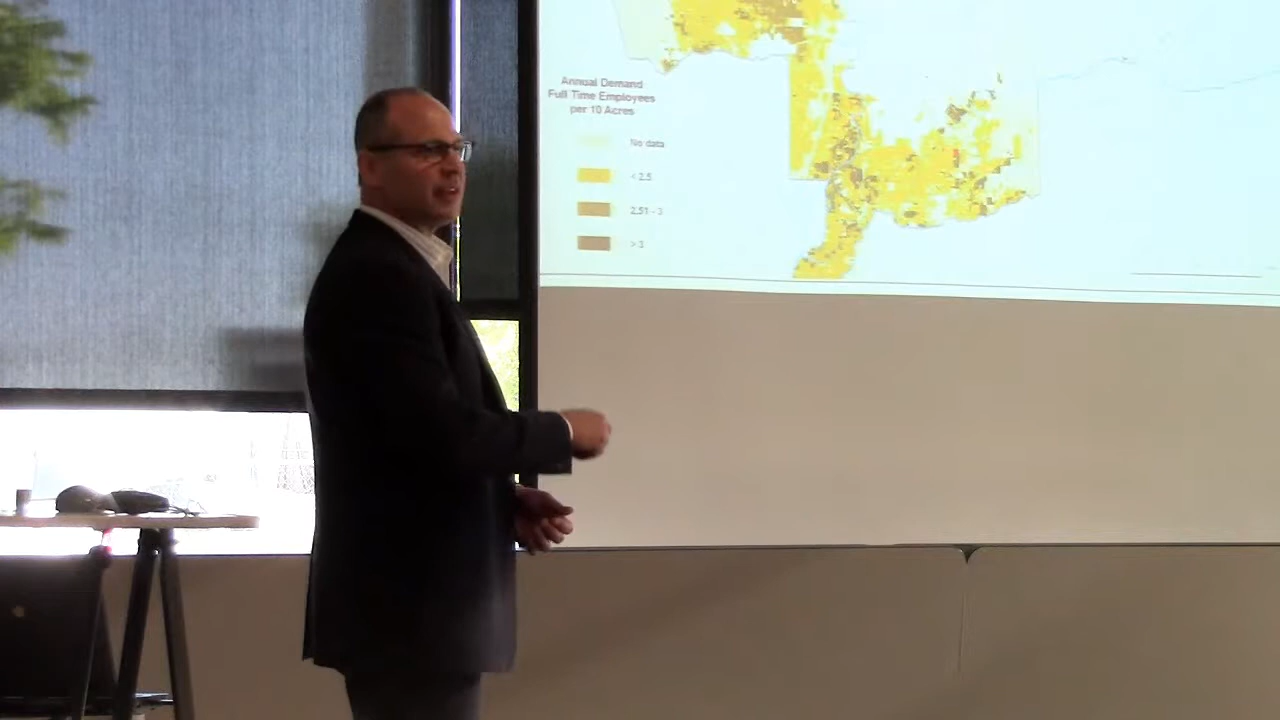 Annual Demand
Full Time Employees
per 10 Acres
No data
< 2.5
2.51 - 3
> 3